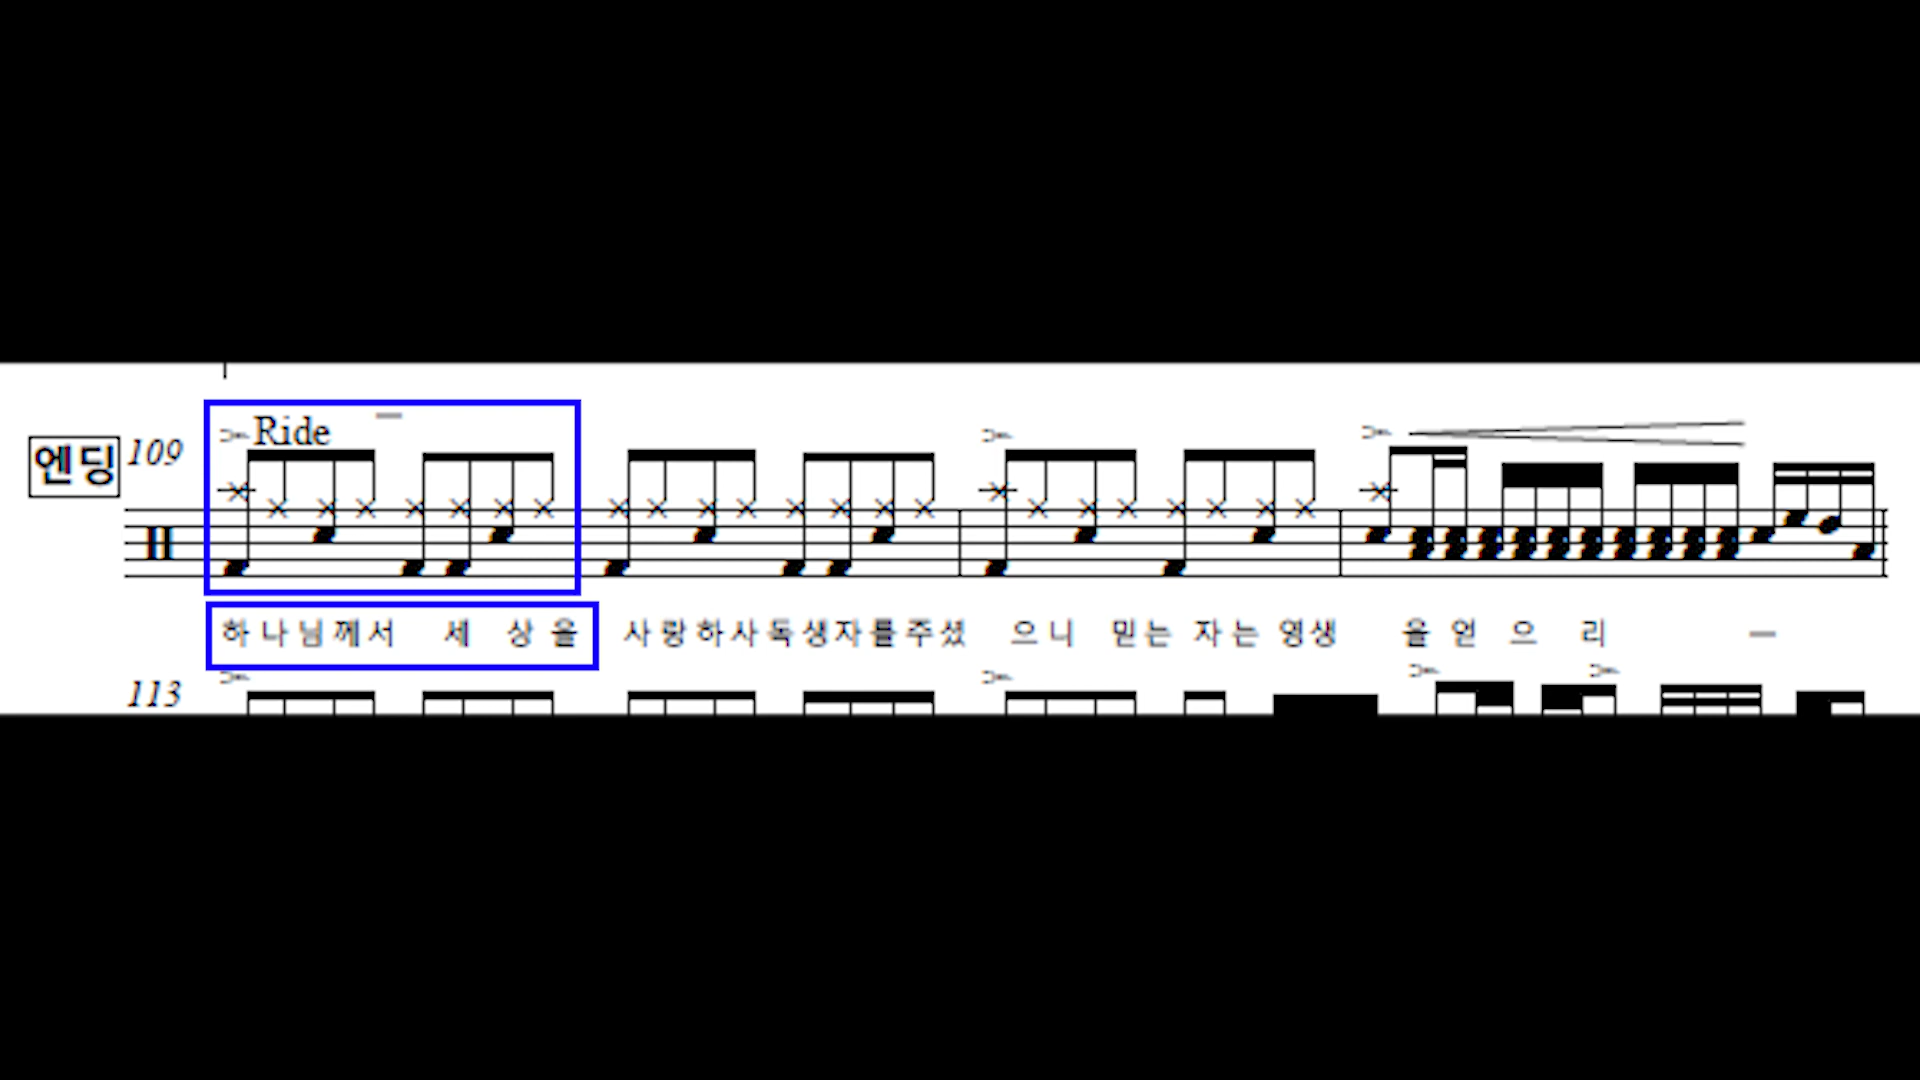 Ride
엔딩 109
하나님께서 세 상 을 사랑하사독생자를주셨 으니 믿는 자는 영생 을 얻 으 리
113